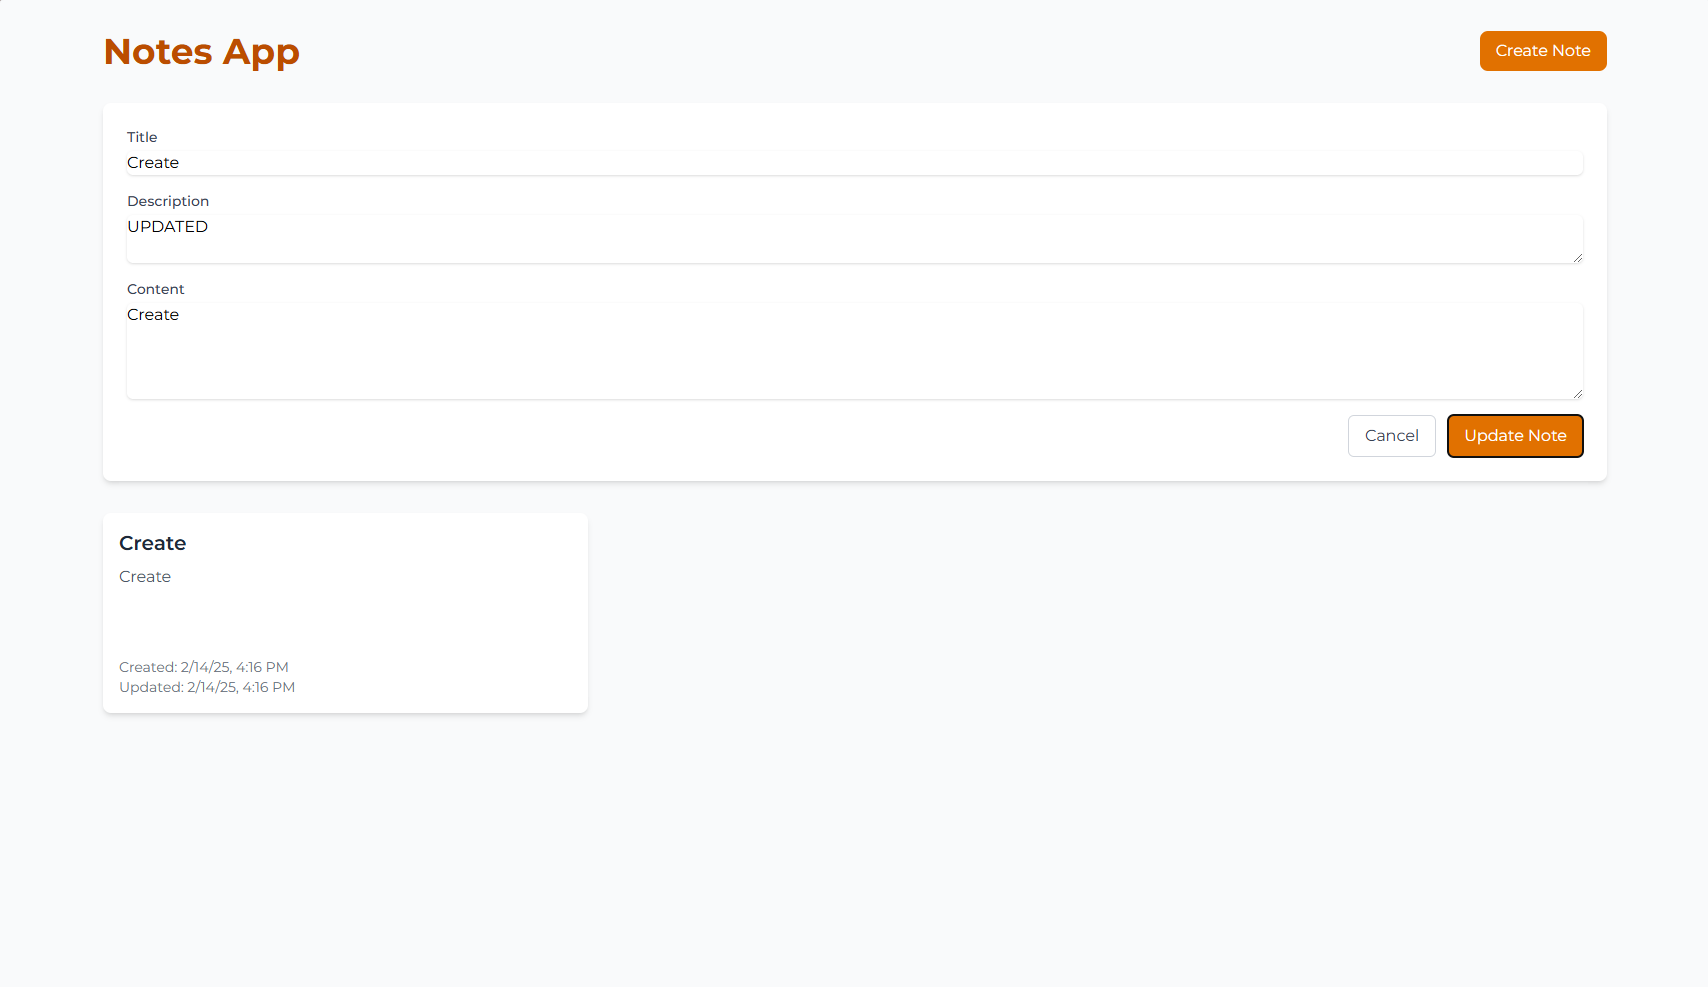 Notes App
Create Note
Title
Create
Description
UPDATED
Content
Create
Cancel
Update Note
Create
Create
Created: 2/14/25, 4:16 PM
Updated: 2/14/25, 4:16 PM